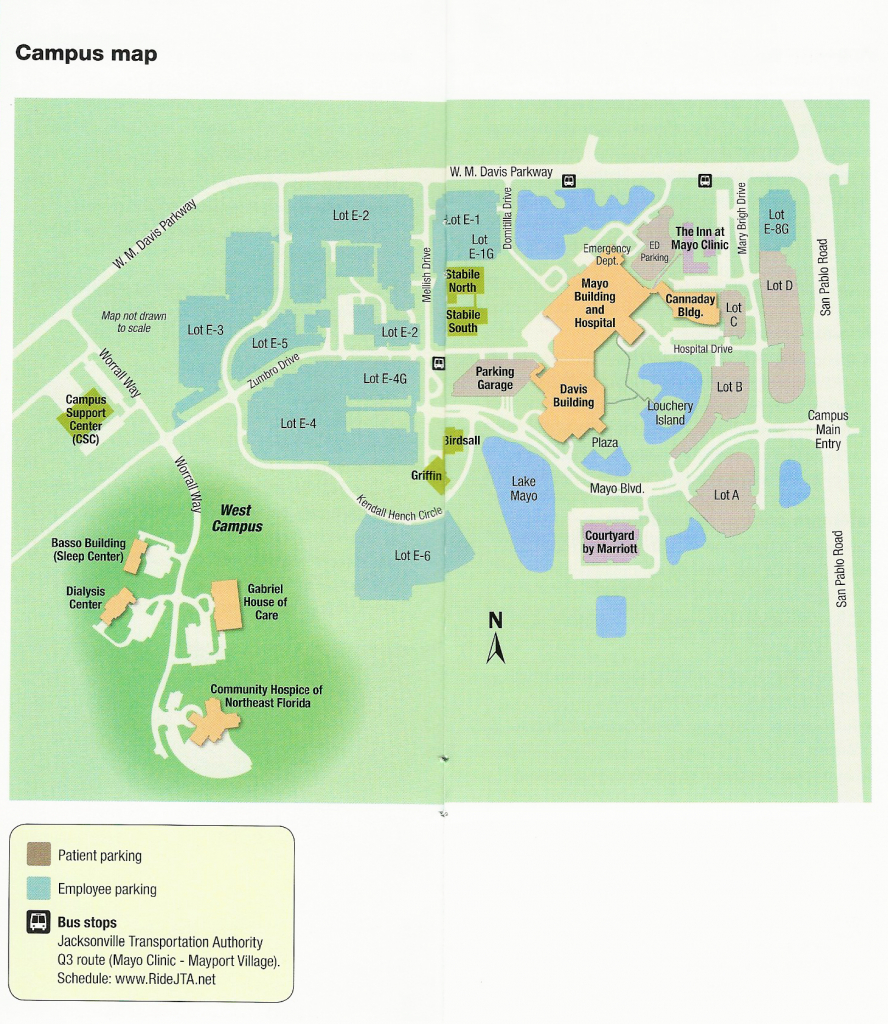 Campus map
W. M. Davis Parkway
W. M. Davis Parkway
Lot E-2
Lot E-1
Lot
E-1G
Domitilla Drive
Mellish Drive
Emergency
Dept.
ED
Parking
The Inn at
Mayo Clinic
Mary Brigh Drive
Lot
E-8G
San Pablo Road
Stabile
North
Stabile
South
Mayo
Building
and
Hospital
Cannaday
Bldg.
Lot
C
Lot D
Map not drawn
to scale
Lot E-3
Lot E-5
Lot E-2
Zumbro Drive
Hospital Drive
Worrall Way
Lot E-4G
Parking
Garage
Davis
Building
Louchery
Island
Lot B
Campus
Support
Center
(CSC)
Lot E-4
Birdsall
Plaza
Campus
Main
Entry
Griffin
Worrall Way
Lake
Mayo
Mayo Blvd.
Lot A
West
Campus
Kendall Hench Circle
Courtyard
by Marriott
San Pablo Road
Basso Building
(Sleep Center)
Lot E-6
Dialysis
Center
Gabriel
House of
Care
N
Community Hospice of
Northeast Florida
Patient parking
Employee parking
Bus stops
Jacksonville Transportation Authority
Q3 route (Mayo Clinic - Mayport Village).
Schedule: www.RideJTA.net